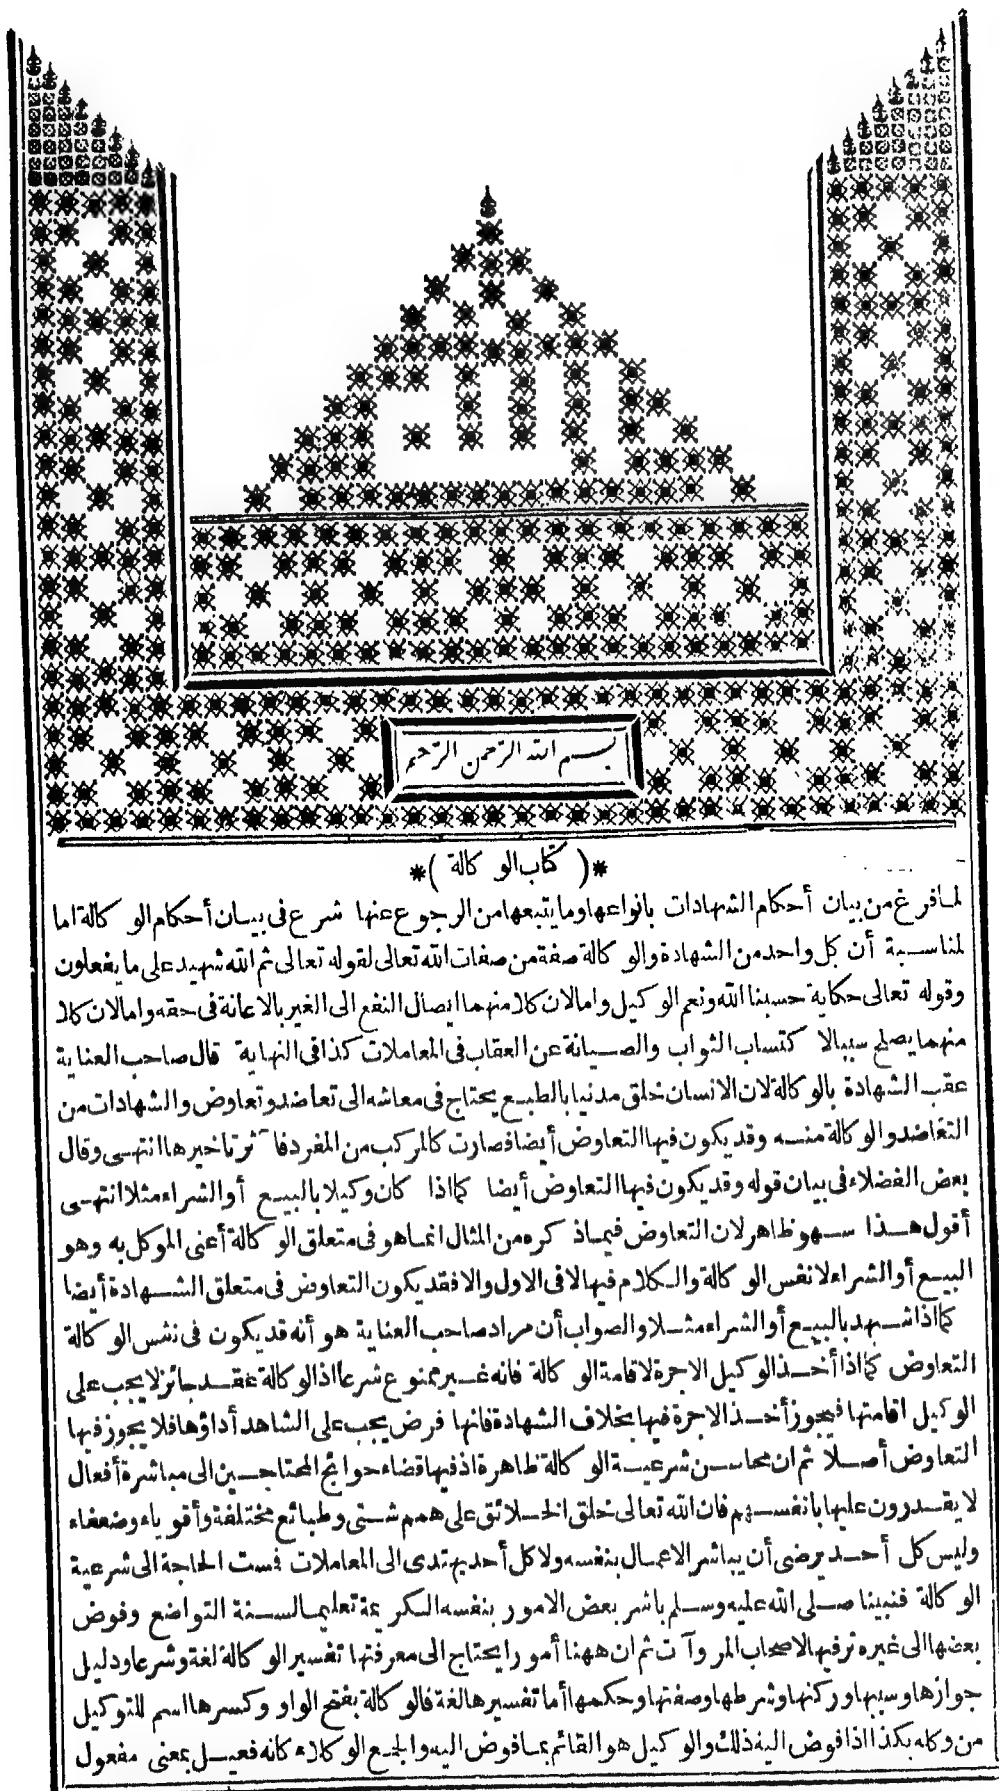 بسم الله الرحمن الرحيم
*( كتاب الوكالة )*
لما فرغ من بيان أحكام الشهادات بانواعها وما يتبعها من الرجوع عنها شرع فى بيان أحكام الوكالة اما
لمناسبة أن كل واحد من الشهادة والوكالة صفة من صفات الله تعالى لقوله تعالى ثم الله شهيد على ما يفعلون
وقوله تعالى حكاية حسبنا الله ونعم الوكيل واما لان كلا منهما ايصال النفع الى الغير بالاعانة فى حقه واما لان كلا
منهما يصلح سببا لاكتساب الثواب والصيانة عن العقاب فى المعاملات كذا فى النهاية قال صاحب العناية
عقب الشهادة بالوكالة لان الانسان خلق مدنيا بالطبع يحتاج فى معاشه الى تعاضد وتعاوض والشهادات من
التعاضد والوكالة منه وقد يكون فيها التعاوض أيضا فصارت كالمركب من المفرد فآثر تاخيرها انتهى وقال
بعض الفضلاء فى بيان قوله وقد يكون فيها التعاوض أيضا كما اذا كان وكيلا بالبيع أو الشراء مثلا انتهى
أقول هذا سهو ظاهر لان التعاوض فيما ذكره من المثال انما هو فى متعلق الوكالة أعنى الموكل به وهو
البيع أو الشراء لا نفس الوكالة والكلام فيها لا فى الاول والا فقد يكون التعاوض فى متعلق الشهادة أيضا
كما اذا شهد بالبيع أو الشراء مثلا والصواب أن مراد صاحب العناية هو أنه قد يكون فى نفس الوكالة
التعاوض كما اذا أخذ الوكيل الاجرة لاقامة الوكالة فانه غير ممنوع شرعا اذ الوكالة عقد جائز لا يجب على
الوكيل اقامتها فيجوز أخذ الاجرة فيها بخلاف الشهادة فانها فرض يجب على الشاهد أداؤها فلا يجوز فيها
التعاوض أصلا ثم ان محاسن شرعية الوكالة ظاهرة اذ فيها قضاء حوائج المحتاجين الى مباشرة أفعال
لا يقدرون عليها بانفسهم فان الله تعالى خلق الخلائق على همم شتى وطبائع مختلفة وأقوياء وضعفاء
وليس كل أحد يرضى أن يباشر الاعمال بنفسه ولا كل أحد يهتدى الى المعاملات فمست الحاجة الى شرعية
الوكالة فنبينا صلى الله عليه وسلم باشر بعض الامور بنفسه الكريمة تعليما لسنة التواضع وفوض
بعضها الى غيره ترفيها لاصحاب المروآت ثم ان ههنا أمورا يحتاج الى معرفتها تفسير الوكالة لغة وشرعا ودليل
جوازها وسببها وركنها وشرطها وصفتها وحكمها أما تفسيرها لغة فالوكالة بفتح الواو وكسرها اسم للتوكيل
من وكله بكذا اذا فوض اليه ذلك والوكيل هو القائم بما فوض اليه والجمع الوكلاء كانه فعيل بمعنى مفعول